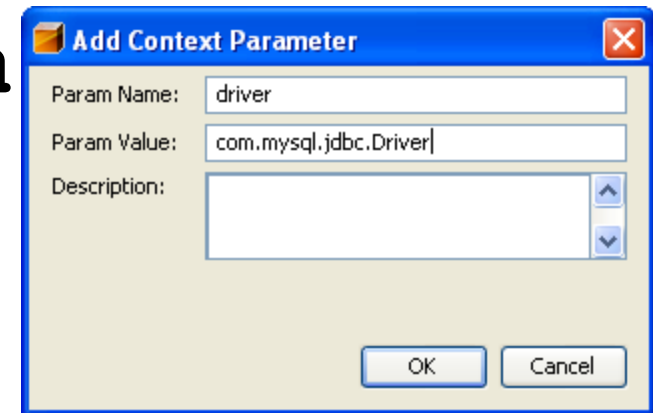 Add Context Parameter
Param Name: driver
Param Value: com.mysql.jdbc.Driver
Description:
OK Cancel